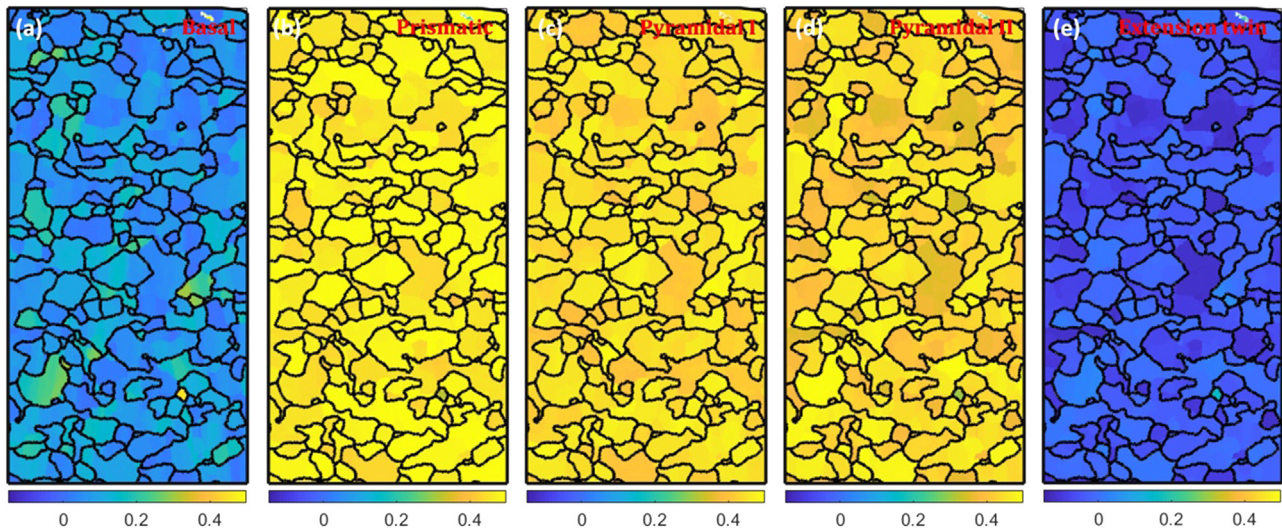 (a) Basal
(b) Prismatic
(c) Pyramidal I
(d) Pyramidal II
(e) Extension twin
0 0.2 0.4
0 0.2 0.4
0 0.2 0.4
0 0.2 0.4
0 0.2 0.4